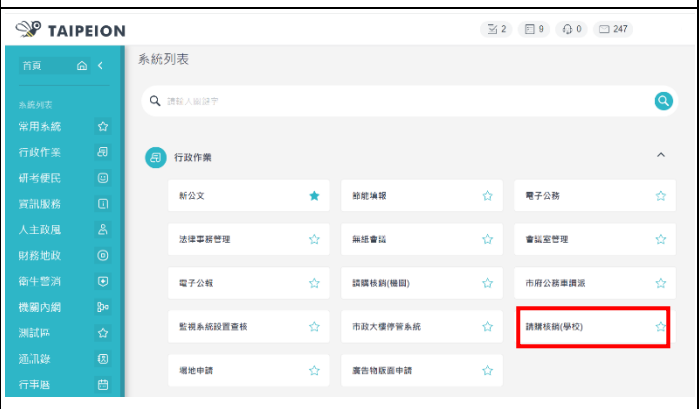 TAIPEION
2 9 0 247
首頁
系統列表
系統列表
請輸入關鍵字
常用系統
行政作業
研考便民
資訊服務
人主政風
財務地政
衛生警消
機關內網
測試區
通訊錄
行事曆
行政作業
新公文 節能填報 電子公務
法律事務管理 無紙會議 會議室管理
電子公報 請購核銷(機關) 市府公務車調派
監視系統設置查核 市政大樓停管系統 請購核銷(學校)
場地申請 廣告物版面申請